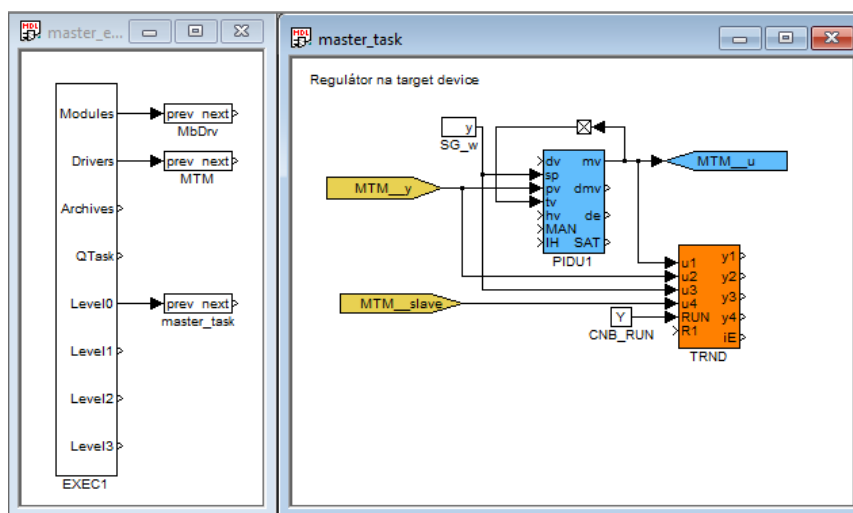 MDL
master_e...
Modules
prev next
MbDrv
Drivers
prev next
MTM
Archives
QTask
Level0
prev next
master_task
Level1
Level2
Level3
EXEC1
MDL
master_task
Regulátor na target device
y
SG_w
MTM__y
dv mv
sp
pv dmv
tv
hv de
MAN
IH SAT
PIDU1
MTM__u
MTM__slave
Y
CNB_RUN
u1 y1
u2 y2
u3 y3
u4 y4
RUN
R1 iE
TRND